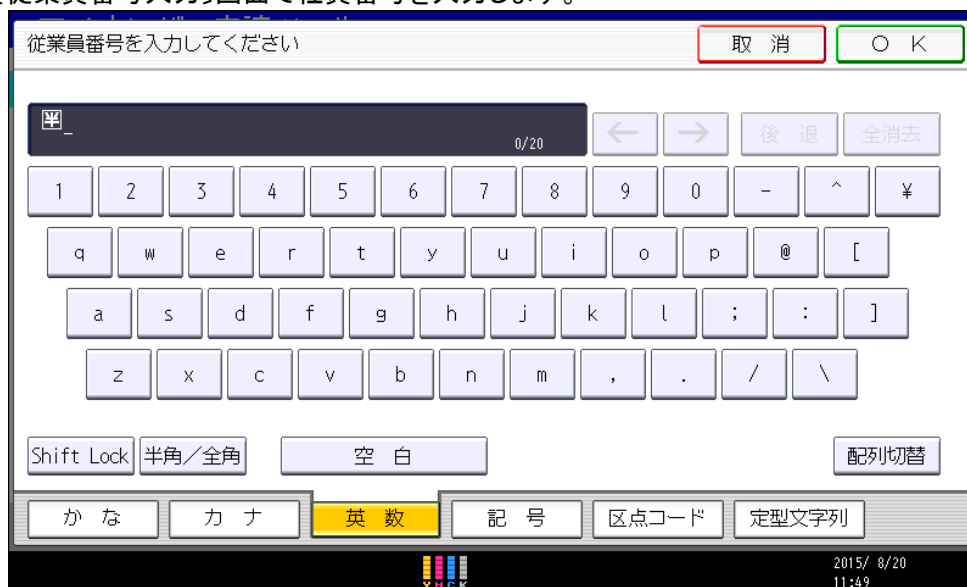 従業員番号を入力してください
取 消
O K
半_
0/20
← → 後 退 全消去
1 2 3 4 5 6 7 8 9 0 - ^ ¥
q w e r t y u i o p @ [
a s d f g h j k l ; : ]
z x c v b n m , . / \
Shift Lock 半角／全角 空 白 配列切替
か な カ ナ 英 数 記 号 区点コード 定型文字列
Y M C K
2015/ 8/20
11:49